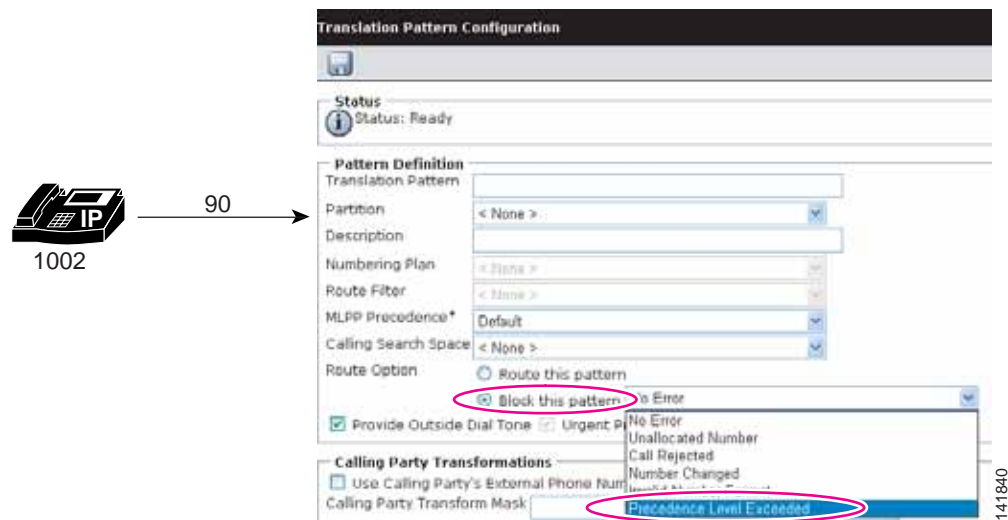 Translation Pattern Configuration
Status
Status: Ready
Pattern Definition
Translation Pattern
Partition
< None >
Description
Numbering Plan
< None >
Route Filter
< None >
MLPP Precedence*
Default
Calling Search Space
< None >
Route Option
Route this pattern
Block this pattern
o Error
Provide Outside Dial Tone
Urgent P
No Error
Unallocated Number
Call Rejected
Number Changed
Precedence Level Exceeded
Calling Party Transformations
Use Calling Party's External Phone Num
Calling Party Transform Mask
IP
1002
90
141840